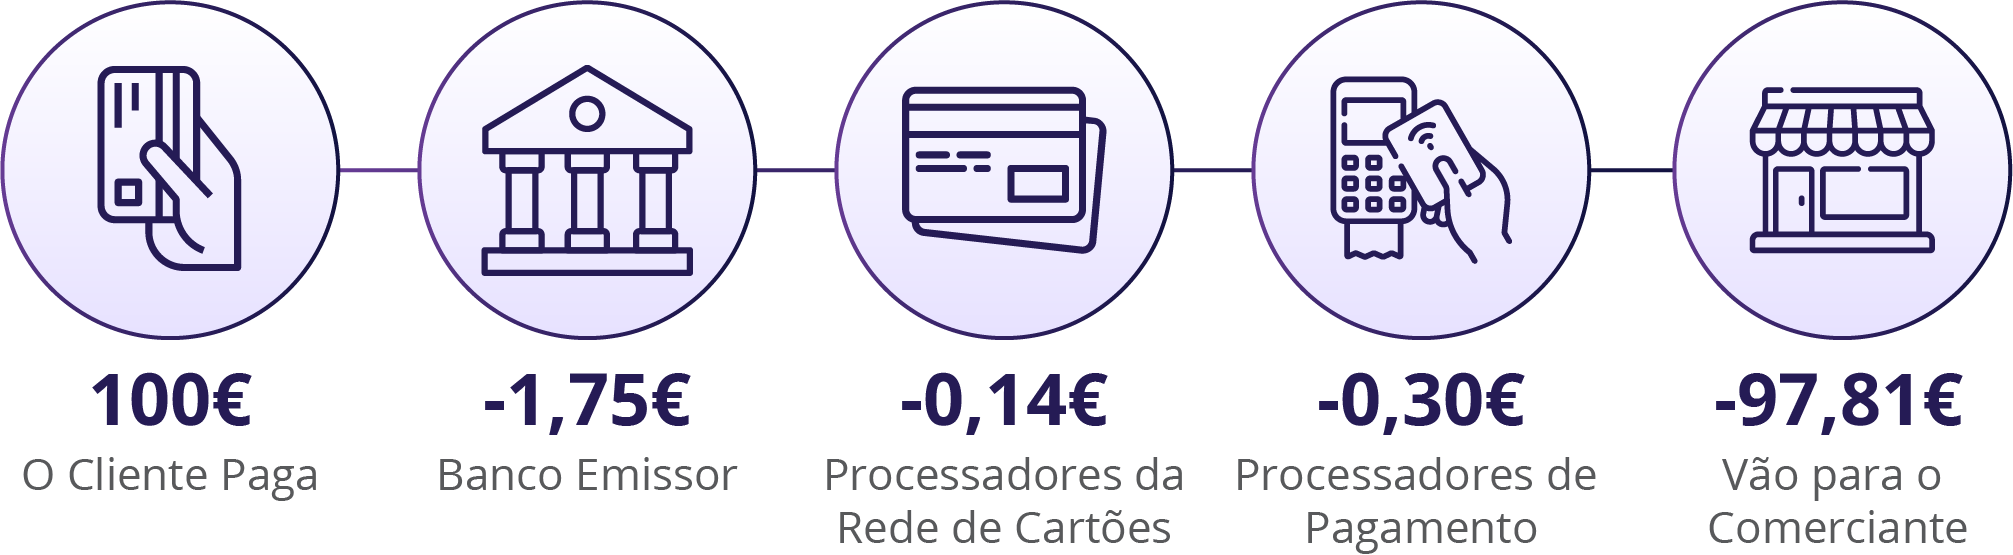 100€
O Cliente Paga
-1,75€
Banco Emissor
-0,14€
Processadores da
Rede de Cartões
-0,30€
Processadores de
Pagamento
-97,81€
Vão para o
Comerciante